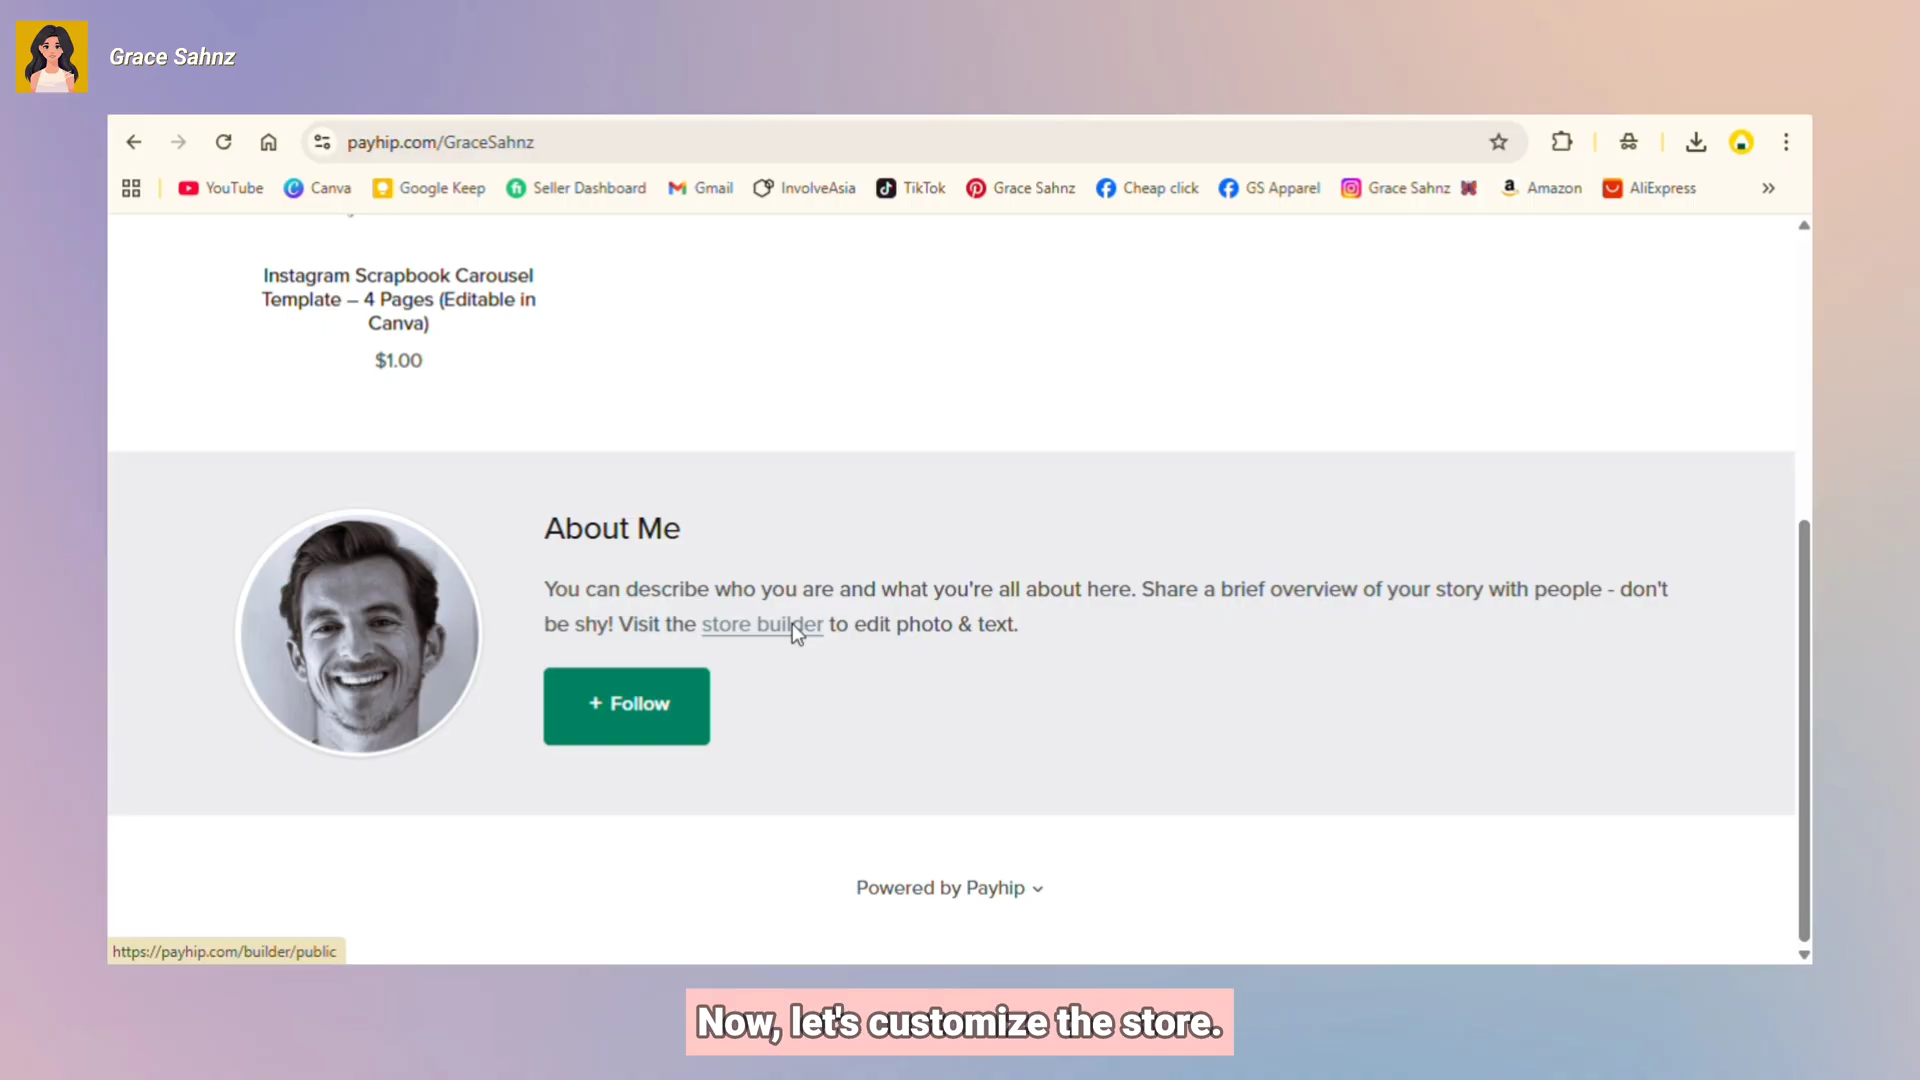 Grace Sahnz
payhip.com/GraceSahnz
YouTube Canva Google Keep Seller Dashboard Gmail InvolveAsia TikTok Grace Sahnz Cheap click GS Apparel Grace Sahnz Amazon AliExpress »
Instagram Scrapbook Carousel
Template – 4 Pages (Editable in
Canva)
$1.00
About Me
You can describe who you are and what you're all about here. Share a brief overview of your story with people - don't
be shy! Visit the store builder to edit photo & text.
+ Follow
Powered by Payhip
https://payhip.com/builder/public
Now, let's customize the store.